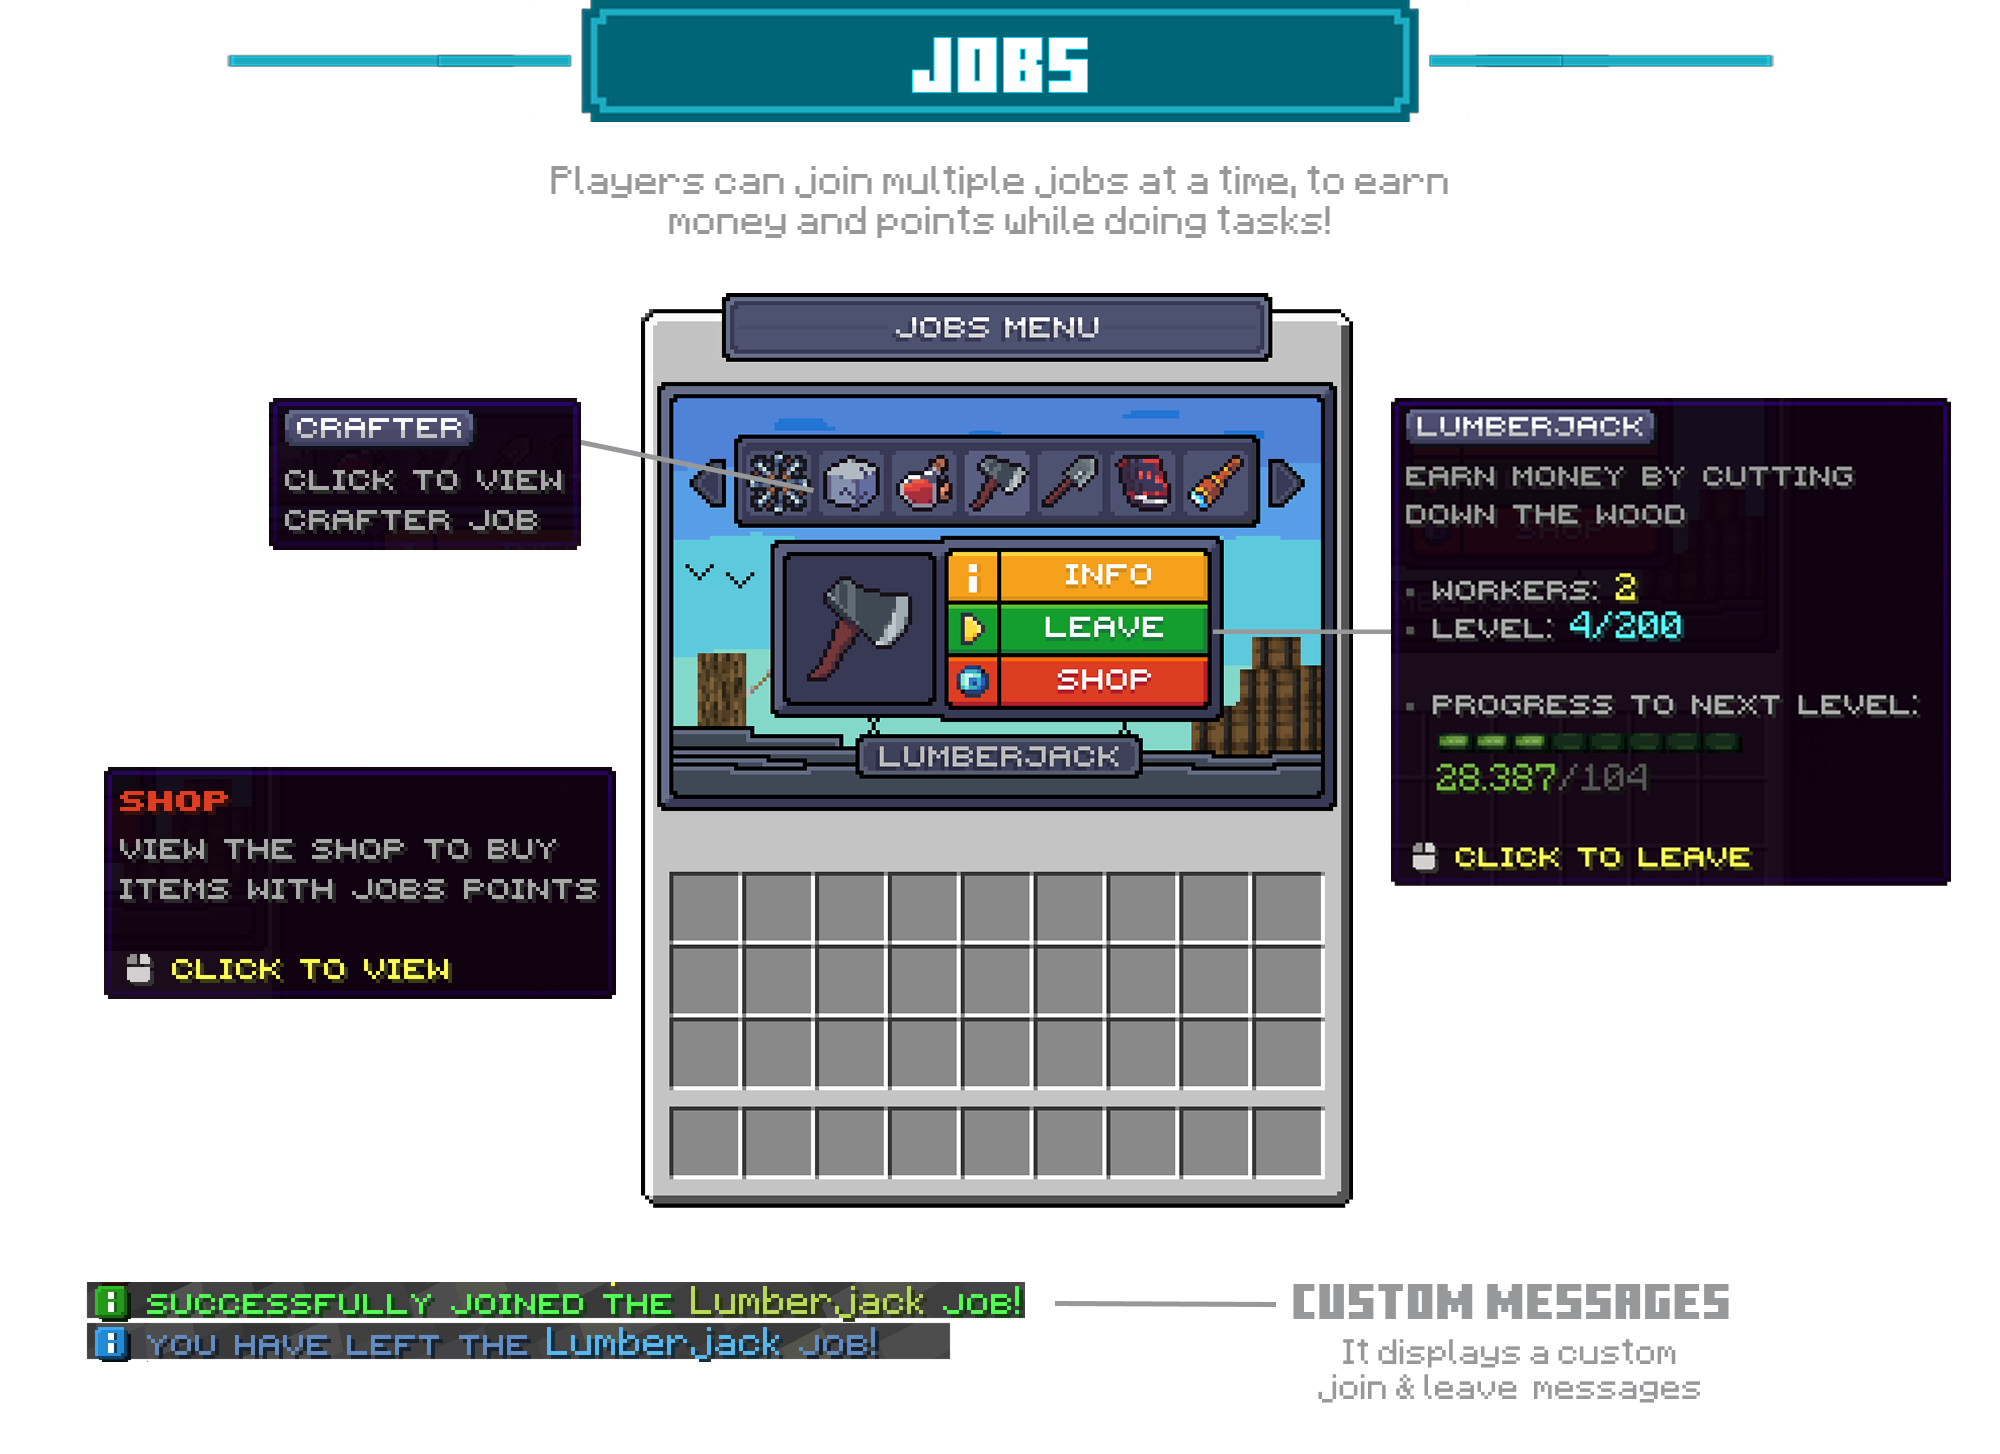 JOBS
Players can join multiple jobs at a time, to earn
money and points while doing tasks!
JOBS MENU
CRAFTER
CLICK TO VIEW
CRAFTER JOB
INFO
LEAVE
SHOP
LUMBERJACK
LUMBERJACK
EARN MONEY BY CUTTING
DOWN THE WOOD
WORKERS: 2
LEVEL: 4/200
PROGRESS TO NEXT LEVEL:
28.387/104
CLICK TO LEAVE
SHOP
VIEW THE SHOP TO BUY
ITEMS WITH JOBS POINTS
CLICK TO VIEW
SUCCESSFULLY JOINED THE Lumberjack JOB!
YOU HAVE LEFT THE Lumberjack JOB!
CUSTOM MESSAGES
It displays a custom
join & leave messages